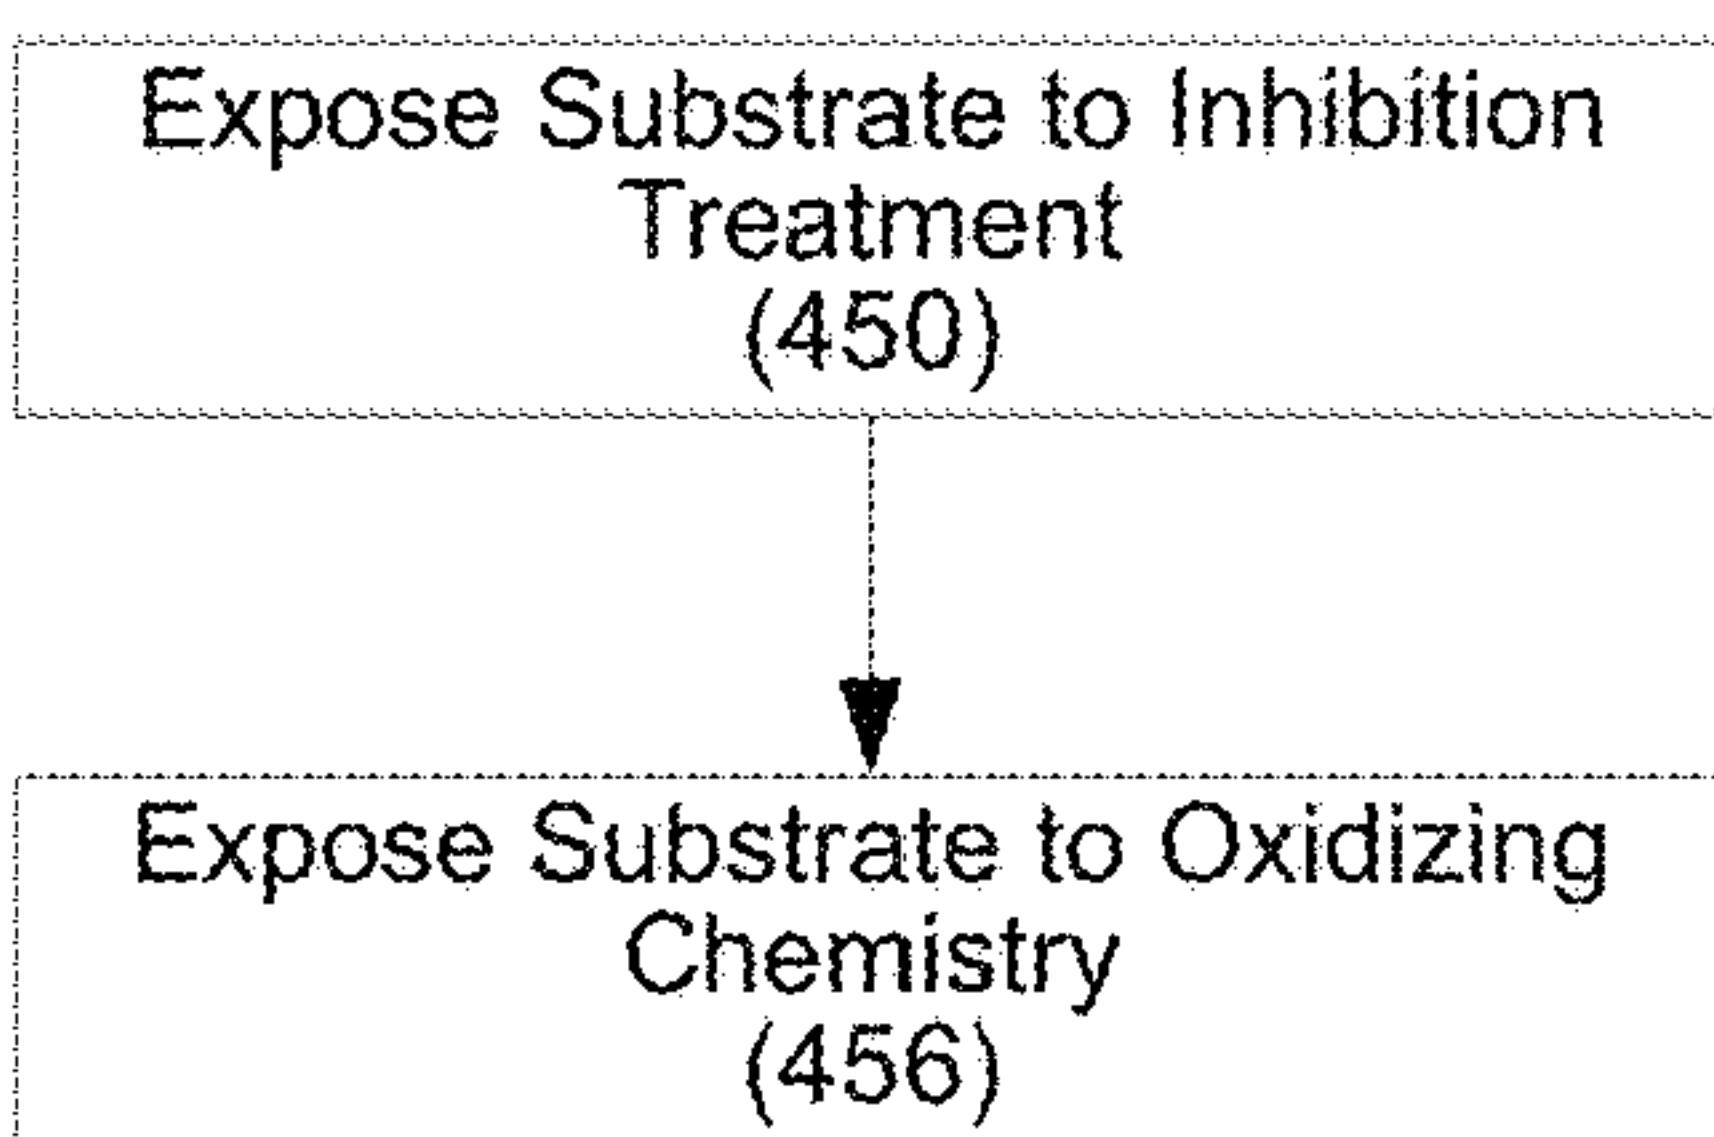 Expose Substrate to Inhibition
Treatment
(450)
Expose Substrate to Oxidizing
Chemistry
(456)